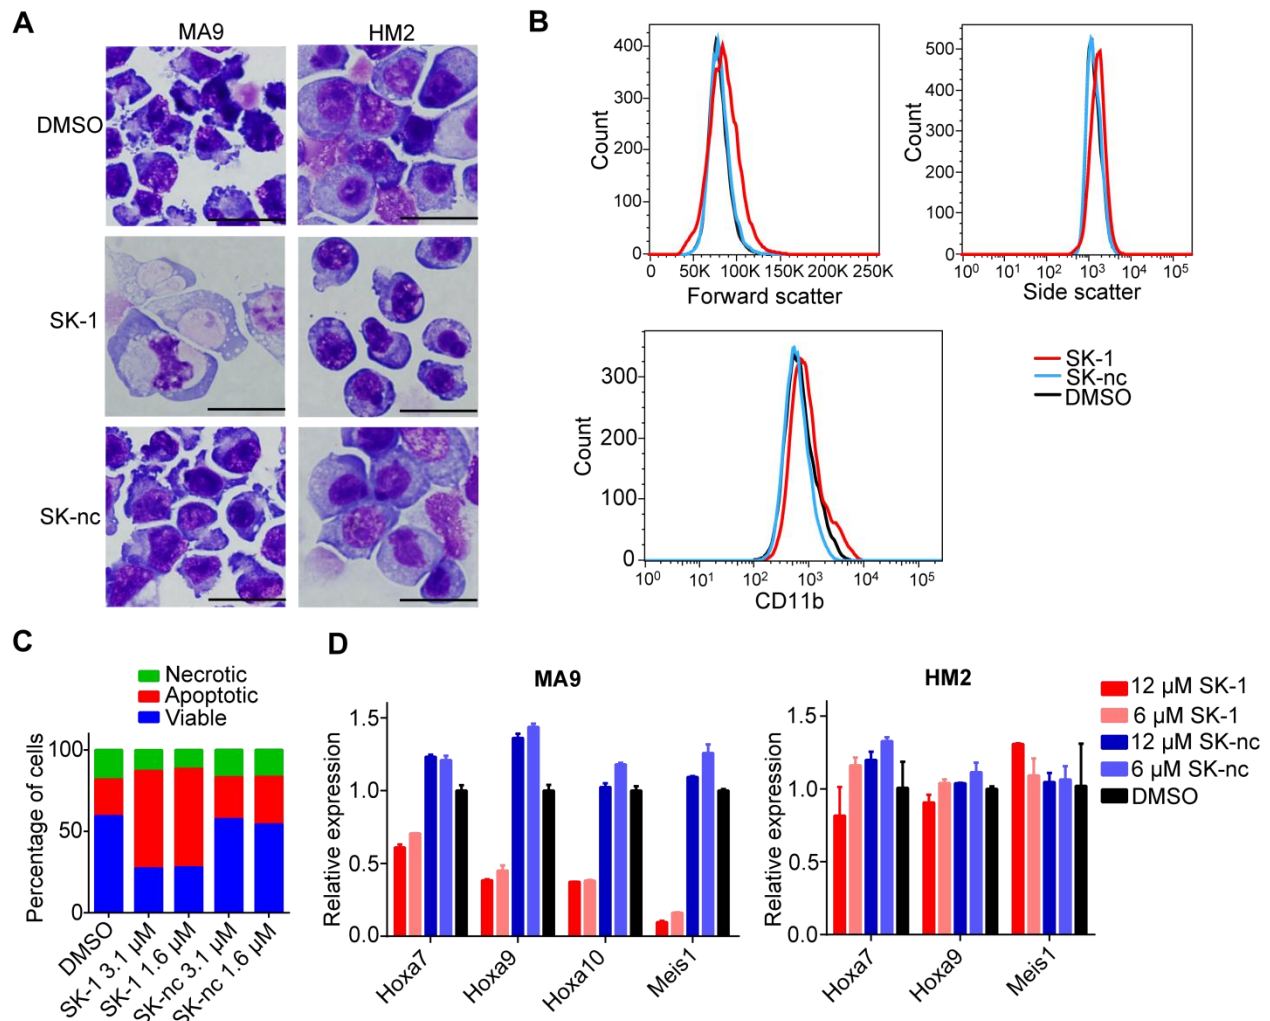 A
MA9
HM2
DMSO
SK-1
SK-nc
B
Count
400
300
200
100
0
0
50K
100K
150K
200K
250K
Forward scatter
Count
500
400
300
200
100
0
10⁰
10¹
10²
10³
10⁴
10⁵
Side scatter
Count
300
200
100
0
10⁰
10¹
10²
10³
10⁴
10⁵
CD11b
SK-1
SK-nc
DMSO
C
Necrotic
Apoptotic
Viable
Percentage of cells
100
50
0
DMSO
SK-1 3.1 µM
SK-1 1.6 µM
SK-nc 3.1 µM
SK-nc 1.6 µM
D
MA9
Relative expression
1.5
1.0
0.5
0.0
Hoxa7
Hoxa9
Hoxa10
Meis1
HM2
Relative expression
1.5
1.0
0.5
0.0
Hoxa7
Hoxa9
Meis1
12 µM SK-1
6 µM SK-1
12 µM SK-nc
6 µM SK-nc
DMSO